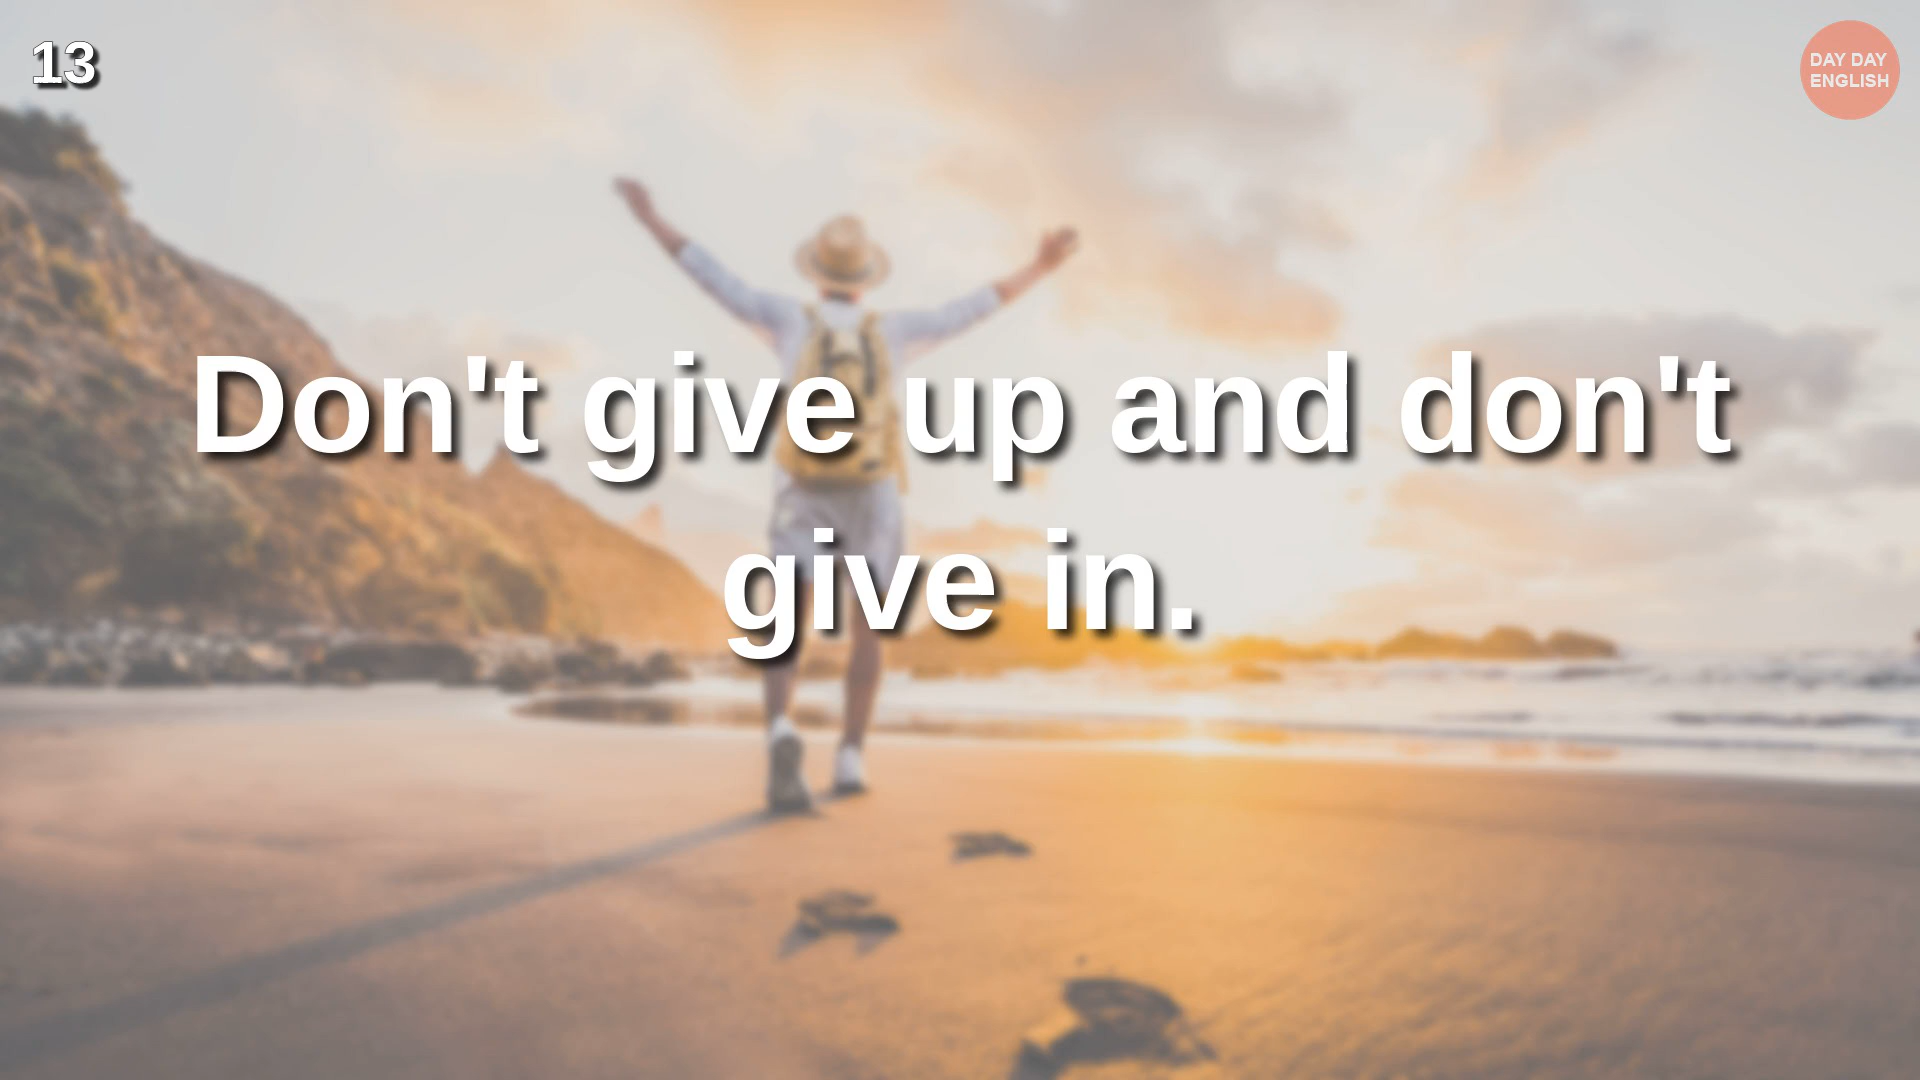 13
DAY DAY
ENGLISH
Don't give up and don't
give in.